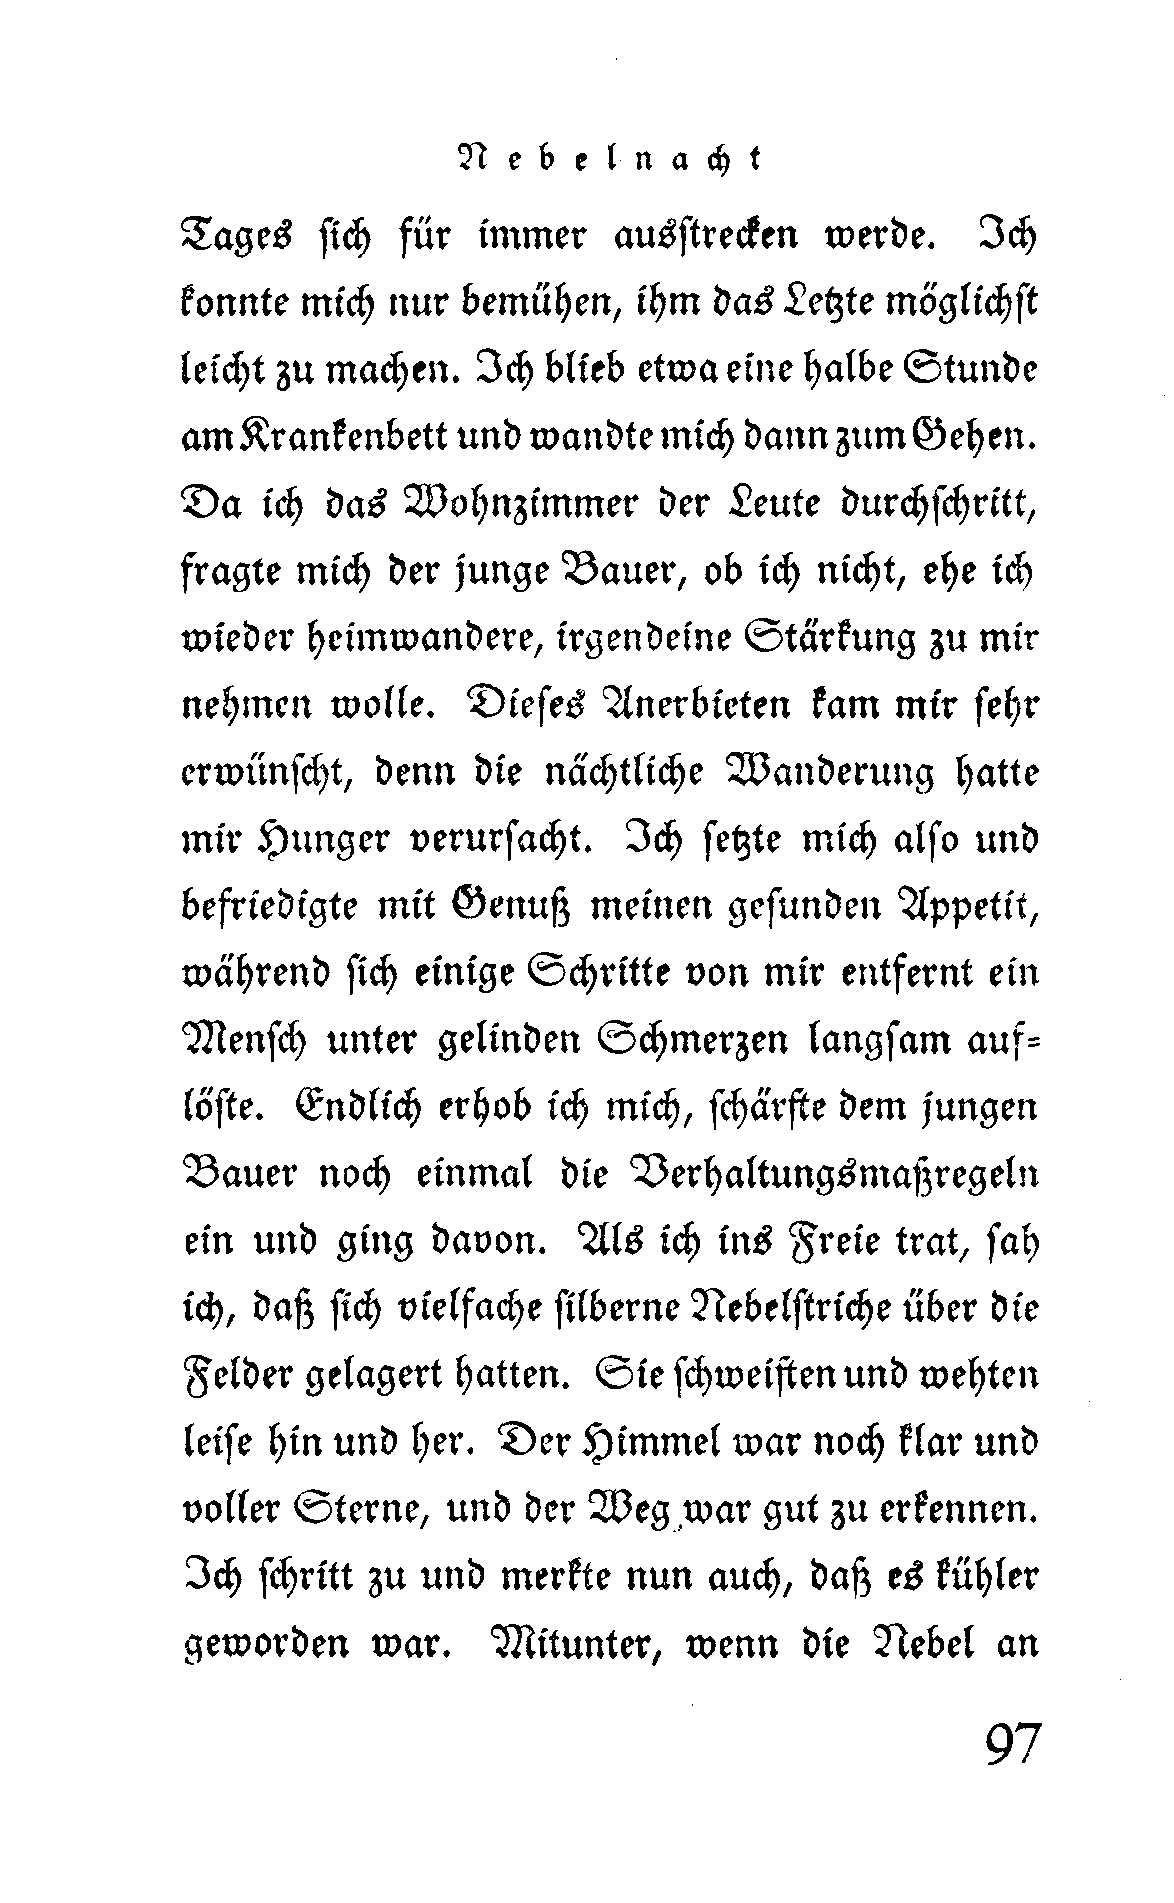 Nebelnacht
Tages sich für immer ausstrecken werde. Ich
konnte mich nur bemühen, ihm das Letzte möglichst
leicht zu machen. Ich blieb etwa eine halbe Stunde
am Krankenbett und wandte mich dann zum Gehen.
Da ich das Wohnzimmer der Leute durchschritt,
fragte mich der junge Bauer, ob ich nicht, ehe ich
wieder heimwandere, irgendeine Stärkung zu mir
nehmen wolle. Dieses Anerbieten kam mir sehr
erwünscht, denn die nächtliche Wanderung hatte
mir Hunger verursacht. Ich setzte mich also und
befriedigte mit Genuß meinen gesunden Appetit,
während sich einige Schritte von mir entfernt ein
Mensch unter gelinden Schmerzen langsam auf-
löste. Endlich erhob ich mich, schärfte dem jungen
Bauer noch einmal die Verhaltungsmaßregeln
ein und ging davon. Als ich ins Freie trat, sah
ich, daß sich vielfache silberne Nebelstriche über die
Felder gelagert hatten. Sie schweiften und wehten
leise hin und her. Der Himmel war noch klar und
voller Sterne, und der Weg war gut zu erkennen.
Ich schritt zu und merkte nun auch, daß es kühler
geworden war. Mitunter, wenn die Nebel an
97